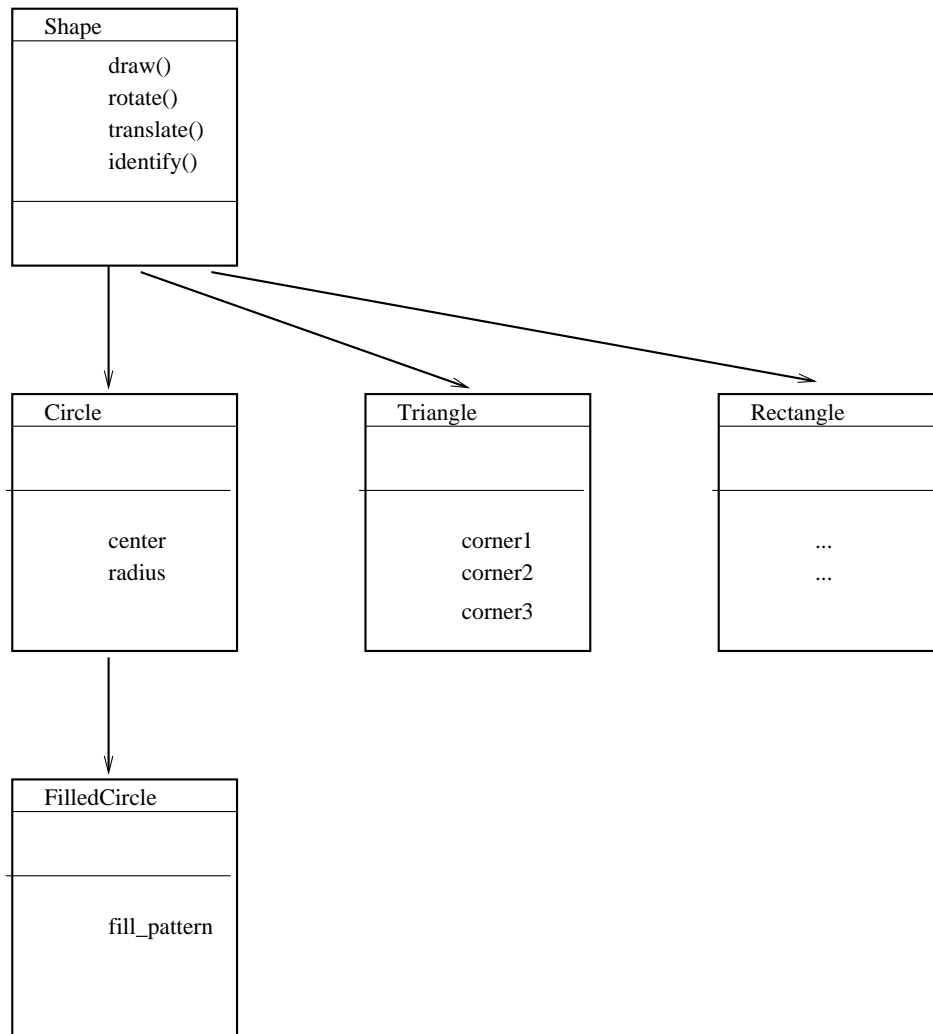 Shape
draw()
rotate()
translate()
identify()
Circle
center
radius
Triangle
corner1
corner2
corner3
Rectangle
...
...
FilledCircle
fill_pattern